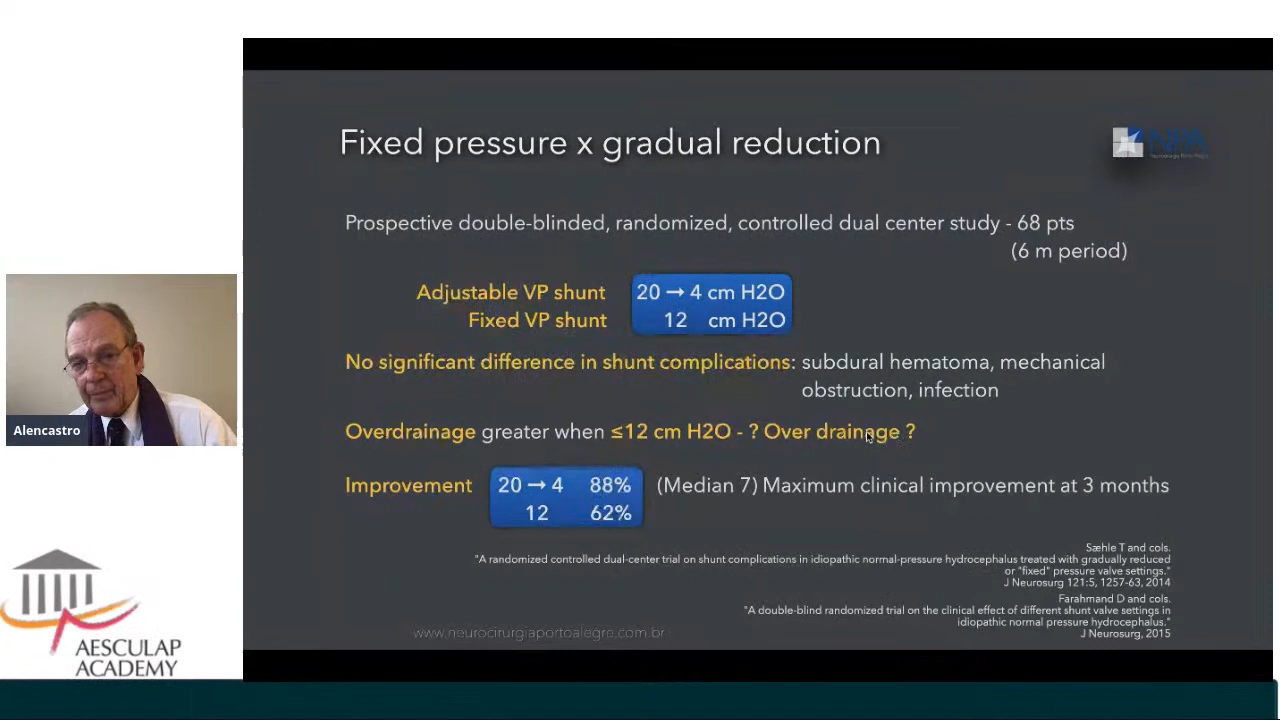 Fixed pressure x gradual reduction
NPA
Prospective double-blinded, randomized, controlled dual center study - 68 pts
(6 m period)
Adjustable VP shunt 20 → 4 cm H2O
Fixed VP shunt 12 cm H2O
No significant difference in shunt complications: subdural hematoma, mechanical
obstruction, infection
Overdrainage greater when ≤12 cm H2O - ? Over drainage ?
Improvement 20 → 4 88% (Median 7) Maximum clinical improvement at 3 months
12 62%
Sæhle T and cols.
"A randomized controlled dual-center trial on shunt complications in idiopathic normal-pressure hydrocephalus treated with gradually reduced
or "fixed" pressure valve settings."
J Neurosurg 121:5, 1257-63, 2014
Farahmand D and cols.
"A double-blind randomized trial on the clinical effect of different shunt valve settings in
idiopathic normal pressure hydrocephalus."
J Neurosurg, 2015
www.neurocirurgiaportoalegre.com.br
Alencastro
AESCULAP
ACADEMY